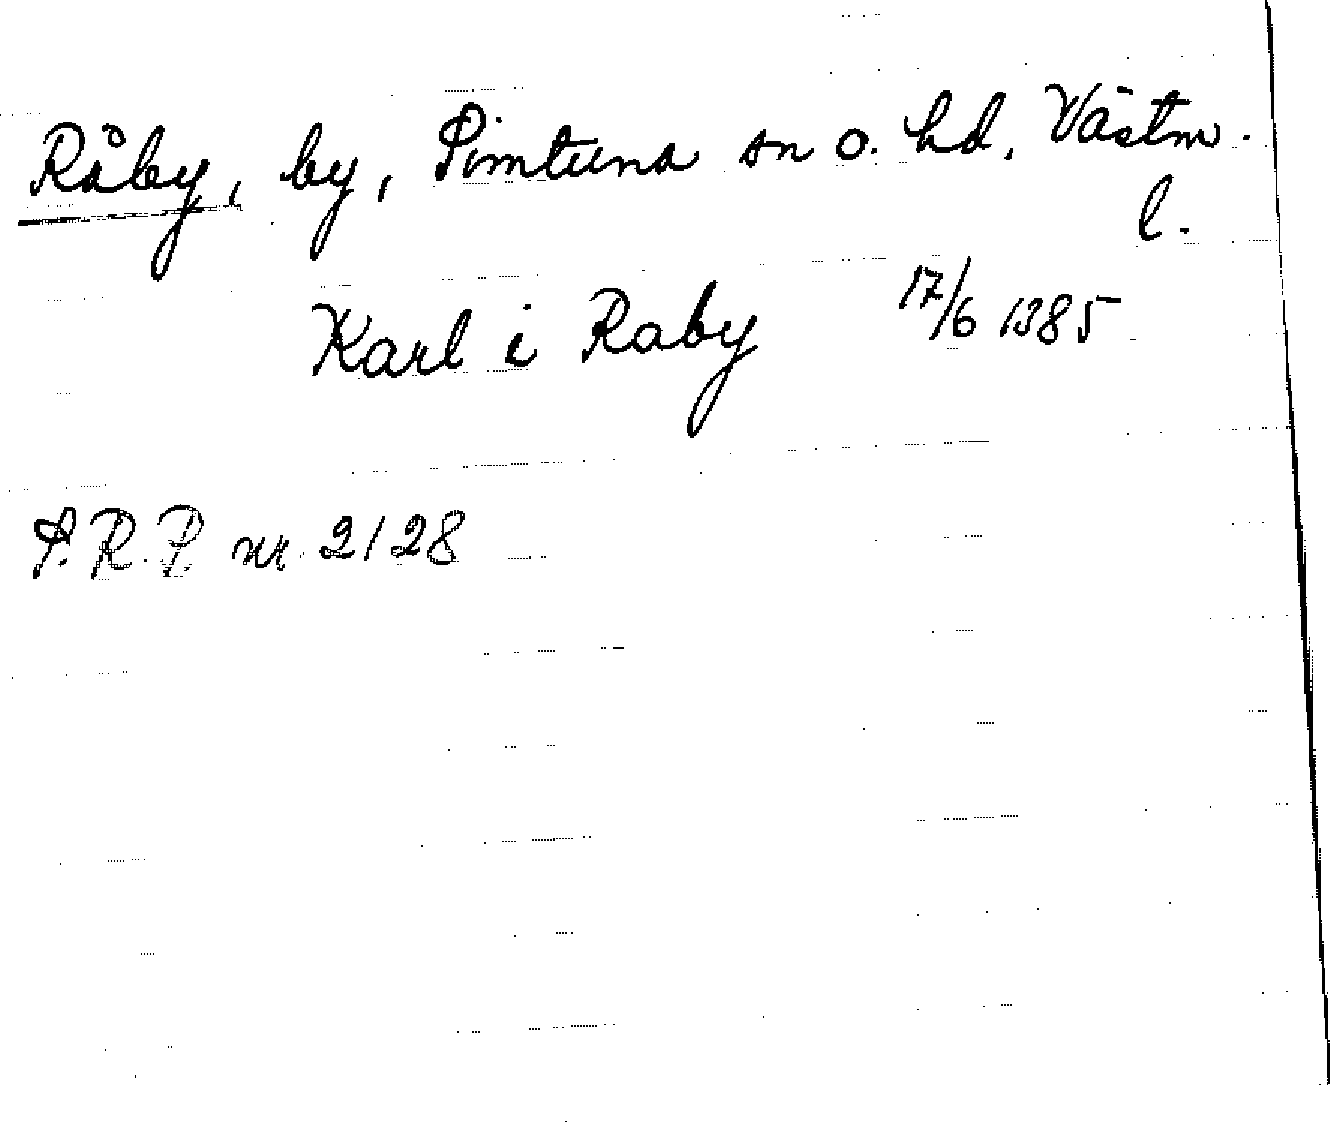 Råby, by, Simtuna sn o. hd, Västm.
l.
Karl i Raby 17/6 1385
S.R.P. nr. 2128